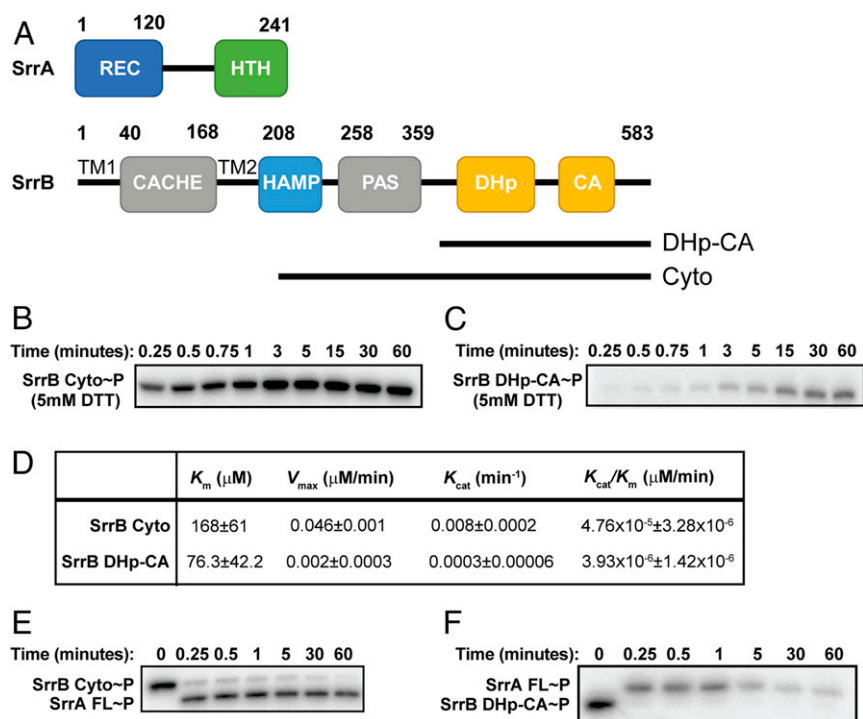 A
1 120 241
SrrA REC HTH
1 40 168 208 258 359 583
TM1 TM2
SrrB CACHE HAMP PAS DHp CA
DHp-CA
Cyto
B
Time (minutes): 0.25 0.5 0.75 1 3 5 15 30 60
SrrB Cyto~P
(5mM DTT)
C
Time (minutes): 0.25 0.5 0.75 1 3 5 15 30 60
SrrB DHp-CA~P
(5mM DTT)
D
Km (μM) Vmax (μM/min) Kcat (min-1) Kcat/Km (μM/min)
SrrB Cyto 168±61 0.046±0.001 0.008±0.0002 4.76x10-5±3.28x10-6
SrrB DHp-CA 76.3±42.2 0.002±0.0003 0.0003±0.00006 3.93x10-6±1.42x10-6
E
Time (minutes): 0 0.25 0.5 1 5 30 60
SrrB Cyto~P
SrrA FL~P
F
Time (minutes): 0 0.25 0.5 1 5 30 60
SrrA FL~P
SrrB DHp-CA~P